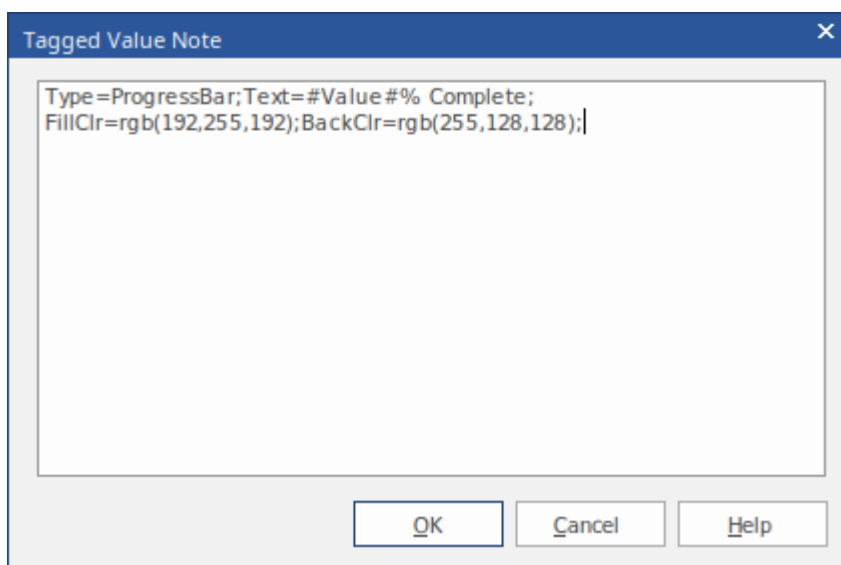 Tagged Value Note
Type=ProgressBar;Text=#Value#% Complete;
FillClr=rgb(192,255,192);BackClr=rgb(255,128,128);
OK Cancel Help